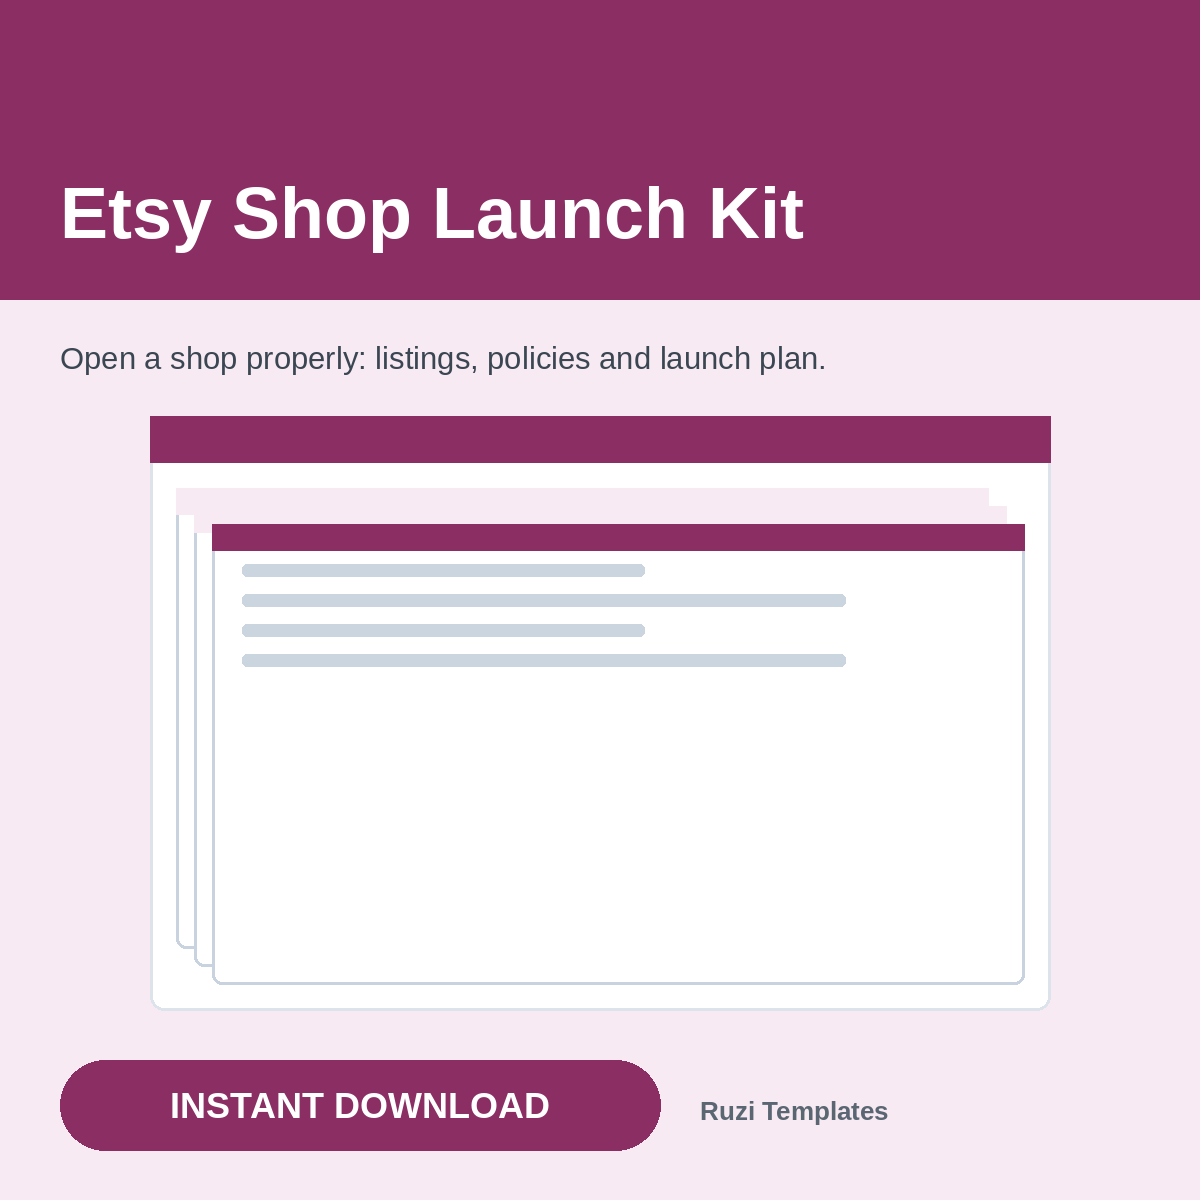 Etsy Shop Launch Kit
Open a shop properly: listings, policies and launch plan.
INSTANT DOWNLOAD
Ruzi Templates